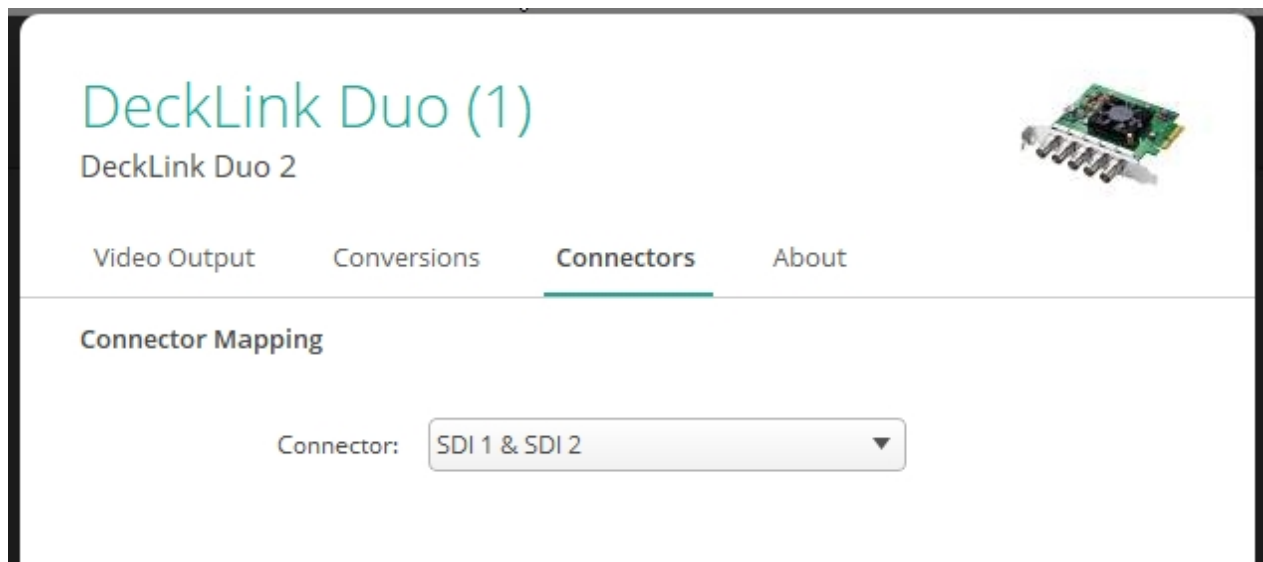 DeckLink Duo (1)
DeckLink Duo 2
Video Output Conversions Connectors About
Connector Mapping
Connector: SDI 1 & SDI 2